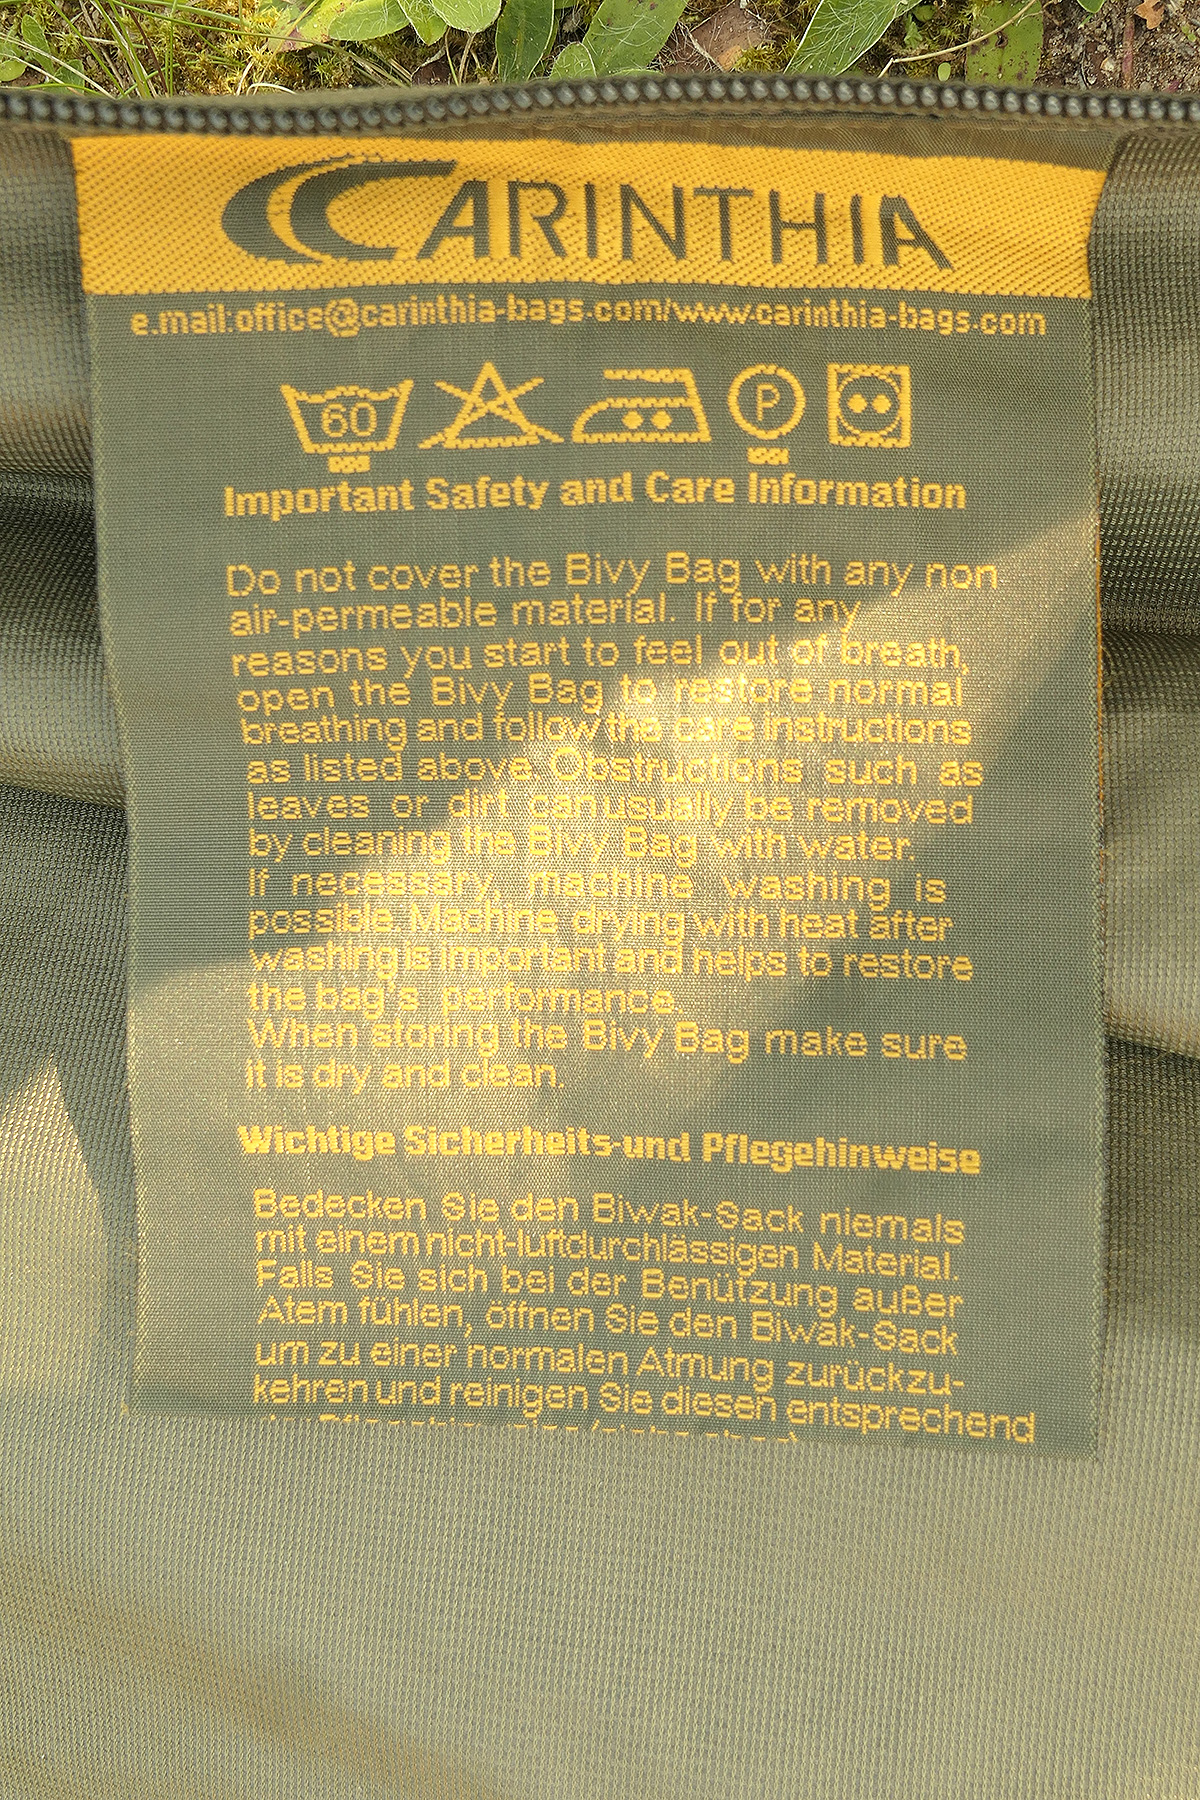 CARINTHIA
e.mail:office@carinthia-bags.com/www.carinthia-bags.com
60 P
Important Safety and Care Information
Do not cover the Bivy Bag with any non
air-permeable material. If for any
reasons you start to feel out of breath,
open the Bivy Bag to restore normal
breathing and follow the care instructions
as listed above. Obstructions such as
leaves or dirt can usually be removed
by cleaning the Bivy Bag with water.
If necessary, machine washing is
possible. Machine drying with heat after
washing is important and helps to restore
the bag's performance.
When storing the Bivy Bag make sure
it is dry and clean.
Wichtige Sicherheits-und Pflegehinweise
Bedecken Sie den Biwak-Sack niemals
mit einem nicht-luftdurchlässigen Material.
Falls Sie sich bei der Benützung außer
Atem fühlen, öffnen Sie den Biwak-Sack
um zu einer normalen Atmung zurückzu-
kehren und reinigen Sie diesen entsprechend